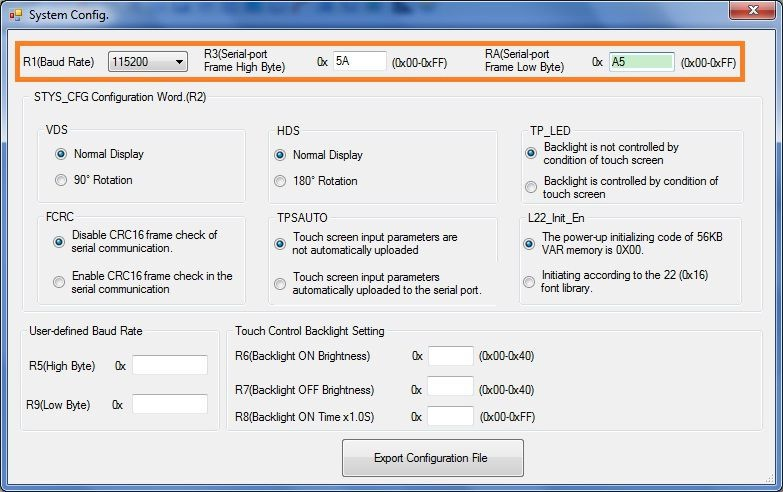 System Config.
R1(Baud Rate) 115200 R3(Serial-port Frame High Byte) 0x 5A (0x00-0xFF) RA(Serial-port Frame Low Byte) 0x A5 (0x00-0xFF)
STYS_CFG Configuration Word.(R2)
VDS
Normal Display
90° Rotation
HDS
Normal Display
180° Rotation
TP_LED
Backlight is not controlled by
condition of touch screen
Backlight is controlled by condition of
touch screen
FCRC
Disable CRC16 frame check of
serial communication.
Enable CRC16 frame check in the
serial communication
TPSAUTO
Touch screen input parameters are
not automatically uploaded
Touch screen input parameters
automatically uploaded to the serial port.
L22_Init_En
The power-up initializing code of 56KB
VAR memory is 0X00.
Initiating according to the 22 (0x16)
font library.
User-defined Baud Rate
R5(High Byte) 0x
R9(Low Byte) 0x
Touch Control Backlight Setting
R6(Backlight ON Brightness) 0x (0x00-0x40)
R7(Backlight OFF Brightness) 0x (0x00-0x40)
R8(Backlight ON Time x1.0S) 0x (0x00-0xFF)
Export Configuration File